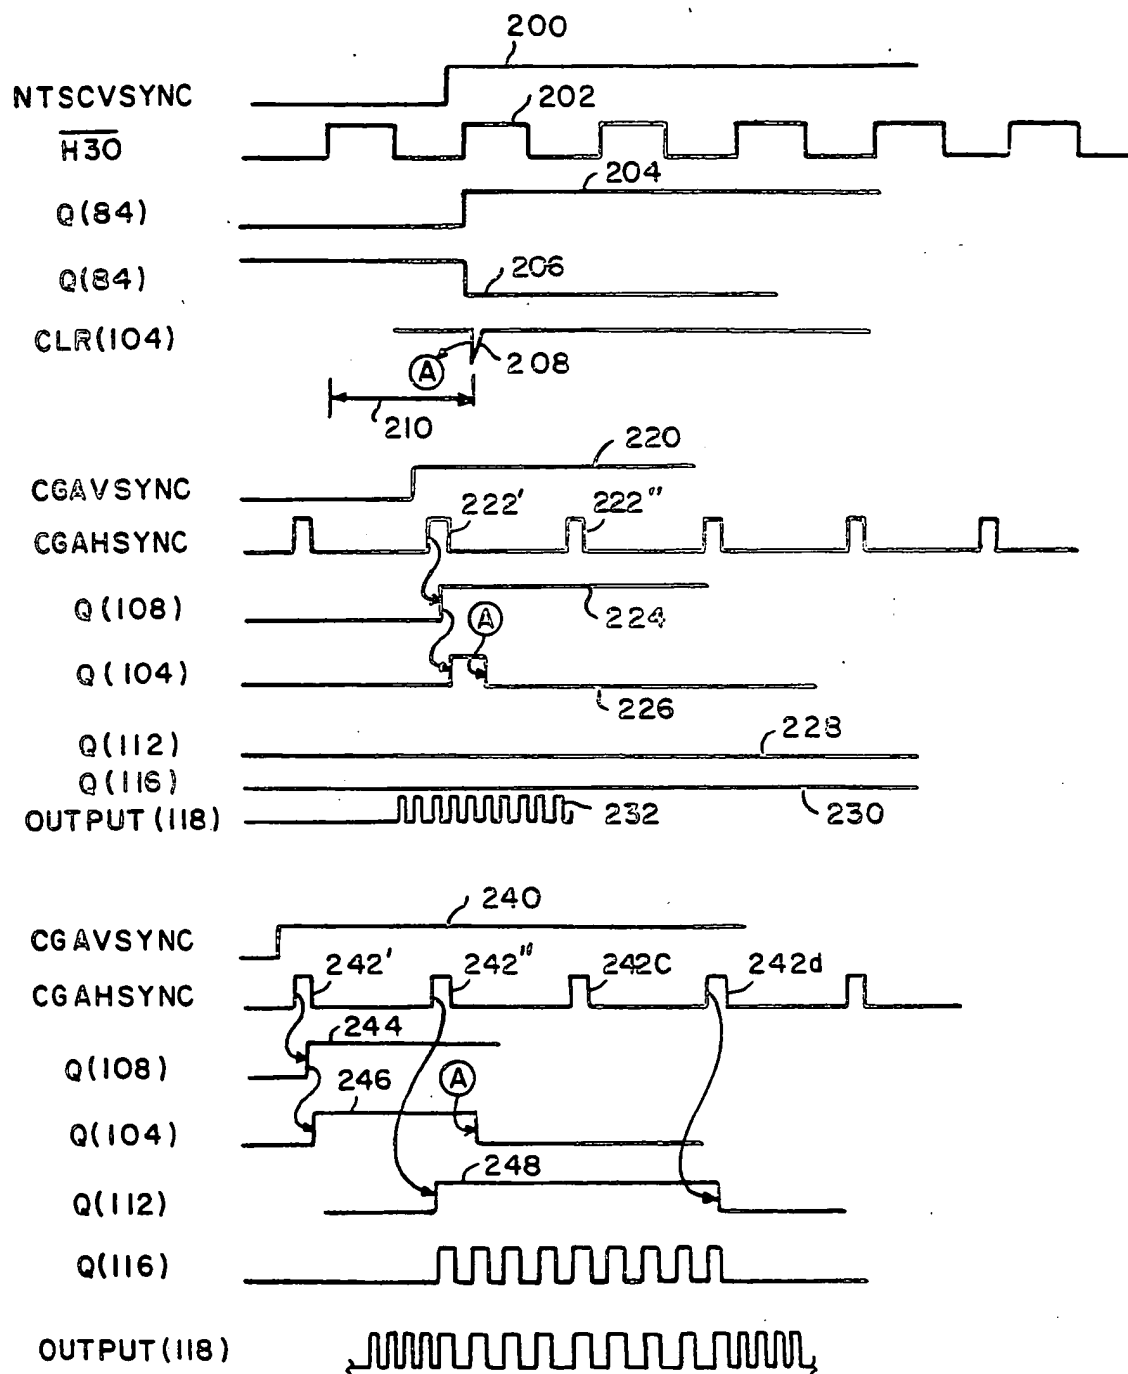 200
NTSCVSYNC
202
H30
204
Q(84)
206
Q(84)
CLR(104)
A
208
210
220
CGAVSYNC
222' 222"
CGAHSYNC
Q(108)
A
224
Q(104)
226
Q(112)
228
Q(116)
230
OUTPUT(118)
232
240
CGAVSYNC
242' 242" 242C 242d
CGAHSYNC
244
Q(108)
246
A
Q(104)
248
Q(112)
Q(116)
OUTPUT(118)